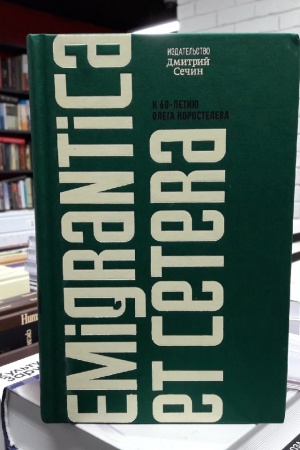 ИЗДАТЕЛЬСТВО
Дмитрий
Сечин
К 60-ЛЕТИЮ
ОЛЕГА КОРОСТЕЛЕВА
EMigrantica
et cetera